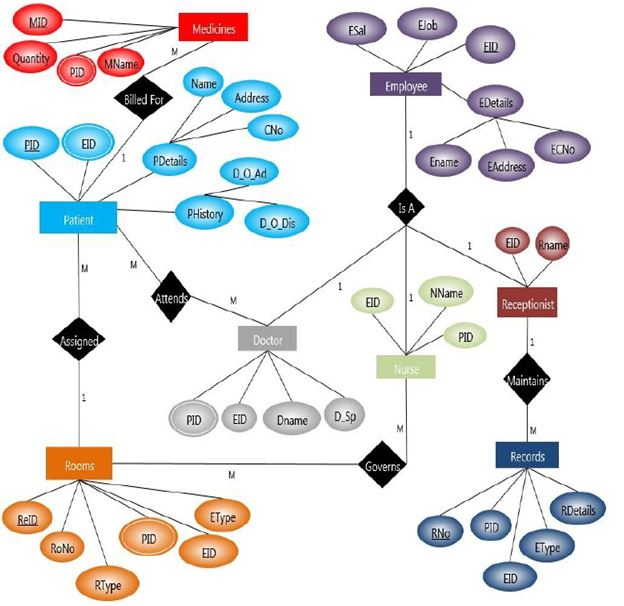 MID
Medicines
Quantity
PID
MName
M
Billed For
1
Name
Address
CNo
PDetails
PID
EID
Patient
PHistory
D_O_Ad
D_O_Dis
ESal
EJob
EID
Employee
EDetails
Ename
EAddress
ECNo
1
Is A
1
1
1
EID
Rname
Receptionist
M
M
Attends
M
Assigned
1
Doctor
PID
EID
Dname
D_Sp
EID
NName
PID
Nurse
1
Maintains
M
Records
M
Governs
M
Rooms
ReID
RoNo
RType
PID
EID
EType
RNo
PID
EID
EType
RDetails